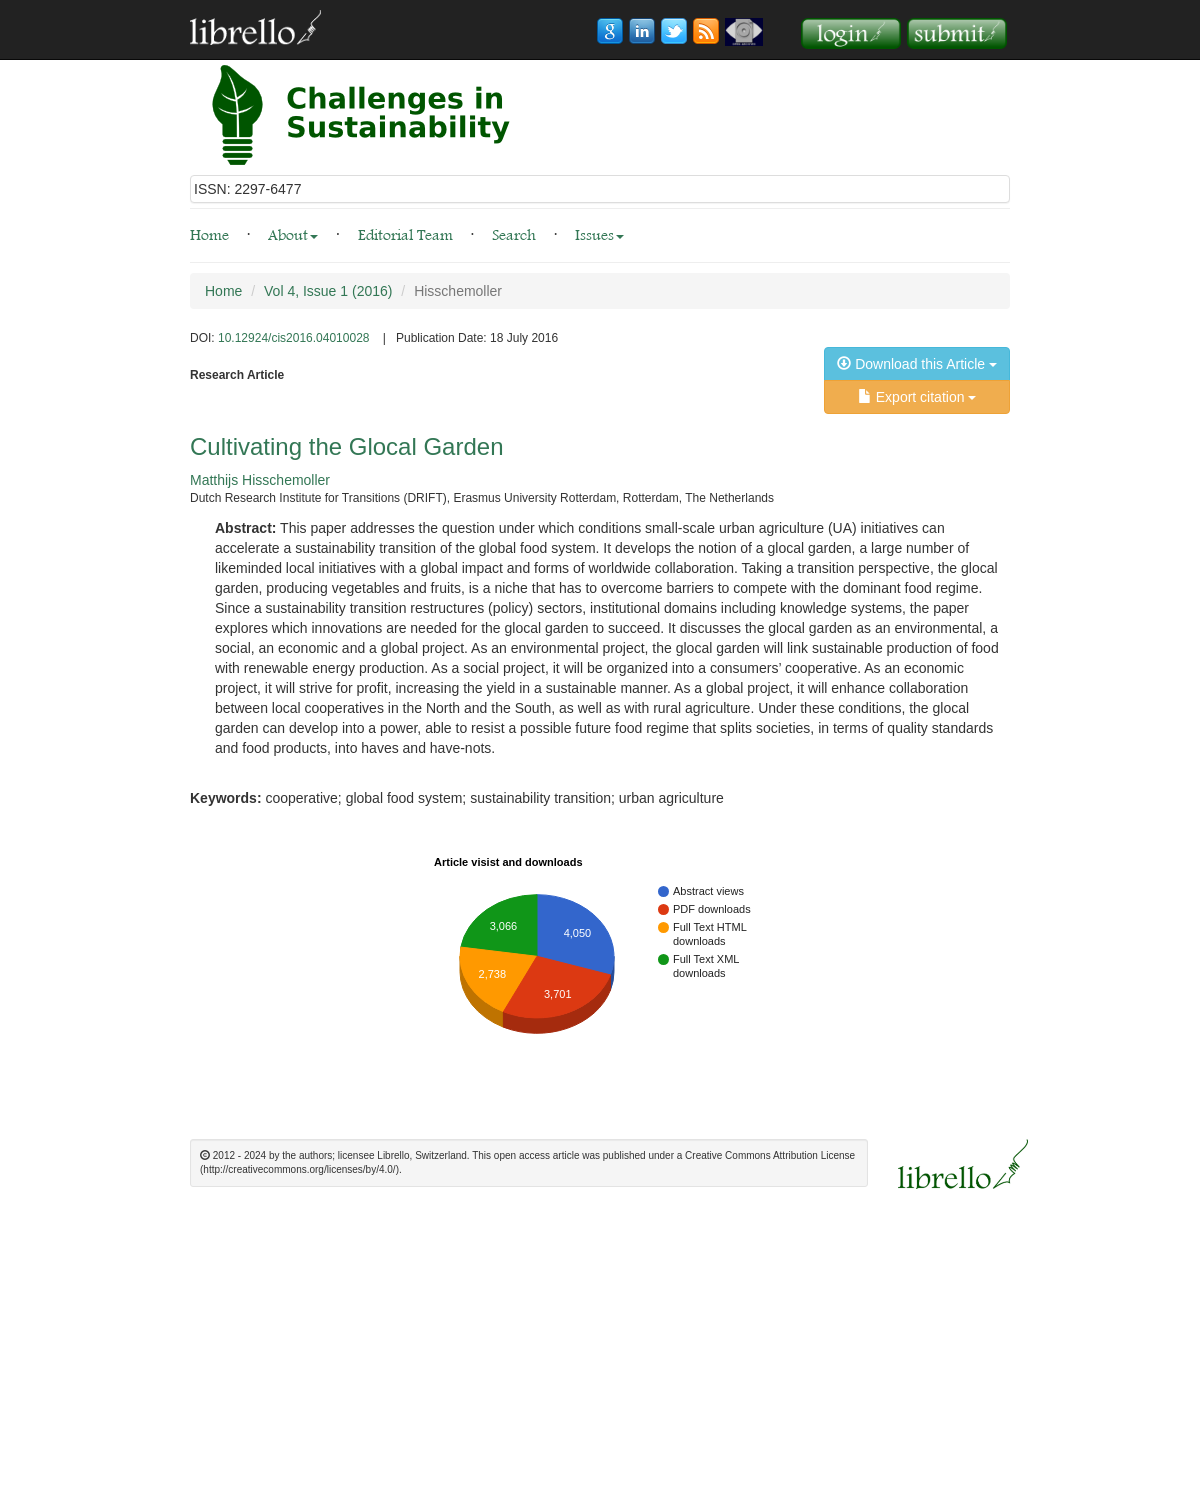 librello
login
submit
Challenges in
Sustainability
ISSN: 2297-6477
Home · About · Editorial Team · Search · Issues
Home / Vol 4, Issue 1 (2016) / Hisschemoller
DOI: 10.12924/cis2016.04010028 | Publication Date: 18 July 2016
Download this Article
Research Article
Export citation
Cultivating the Glocal Garden
Matthijs Hisschemoller
Dutch Research Institute for Transitions (DRIFT), Erasmus University Rotterdam, Rotterdam, The Netherlands
Abstract: This paper addresses the question under which conditions small-scale urban agriculture (UA) initiatives can
accelerate a sustainability transition of the global food system. It develops the notion of a glocal garden, a large number of
likeminded local initiatives with a global impact and forms of worldwide collaboration. Taking a transition perspective, the glocal
garden, producing vegetables and fruits, is a niche that has to overcome barriers to compete with the dominant food regime.
Since a sustainability transition restructures (policy) sectors, institutional domains including knowledge systems, the paper
explores which innovations are needed for the glocal garden to succeed. It discusses the glocal garden as an environmental, a
social, an economic and a global project. As an environmental project, the glocal garden will link sustainable production of food
with renewable energy production. As a social project, it will be organized into a consumers’ cooperative. As an economic
project, it will strive for profit, increasing the yield in a sustainable manner. As a global project, it will enhance collaboration
between local cooperatives in the North and the South, as well as with rural agriculture. Under these conditions, the glocal
garden can develop into a power, able to resist a possible future food regime that splits societies, in terms of quality standards
and food products, into haves and have-nots.
Keywords: cooperative; global food system; sustainability transition; urban agriculture
Article visist and downloads
4,050
3,701
2,738
3,066
Abstract views
PDF downloads
Full Text HTML
downloads
Full Text XML
downloads
© 2012 - 2024 by the authors; licensee Librello, Switzerland. This open access article was published under a Creative Commons Attribution License
(http://creativecommons.org/licenses/by/4.0/).
librello